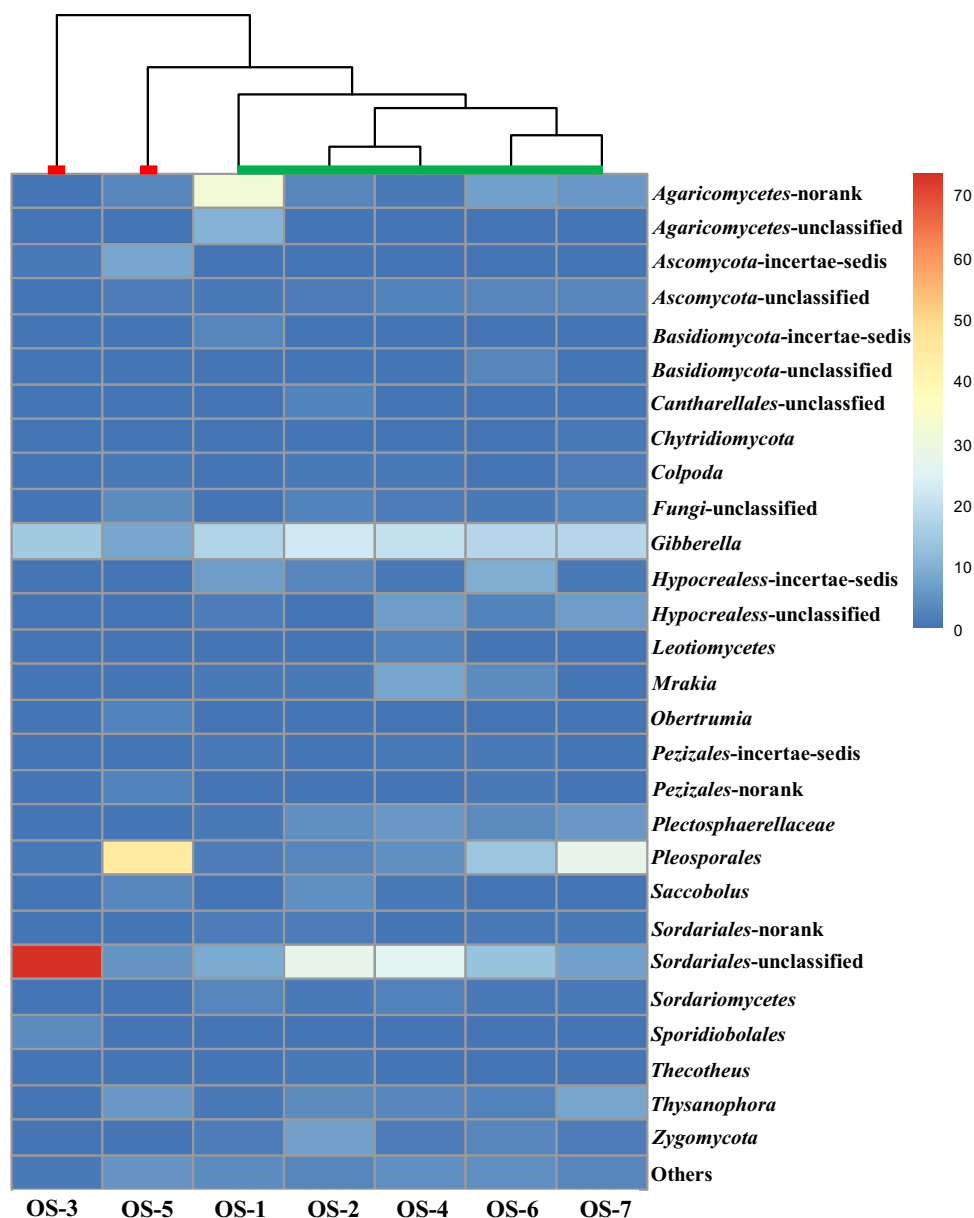 Agaricomycetes-norank
Agaricomycetes-unclassified
Ascomycota-incertae-sedis
Ascomycota-unclassified
Basidiomycota-incertae-sedis
Basidiomycota-unclassified
Cantharellales-unclassfied
Chytridiomycota
Colpoda
Fungi-unclassified
Gibberella
Hypocrealess-incertae-sedis
Hypocrealess-unclassified
Leotiomycetes
Mrakia
Obertrumia
Pezizales-incertae-sedis
Pezizales-norank
Plectosphaerellaceae
Pleosporales
Saccobolus
Sordariales-norank
Sordariales-unclassified
Sordariomycetes
Sporidiobolales
Thecotheus
Thysanophora
Zygomycota
Others
70
60
50
40
30
20
10
0
OS-3 OS-5 OS-1 OS-2 OS-4 OS-6 OS-7